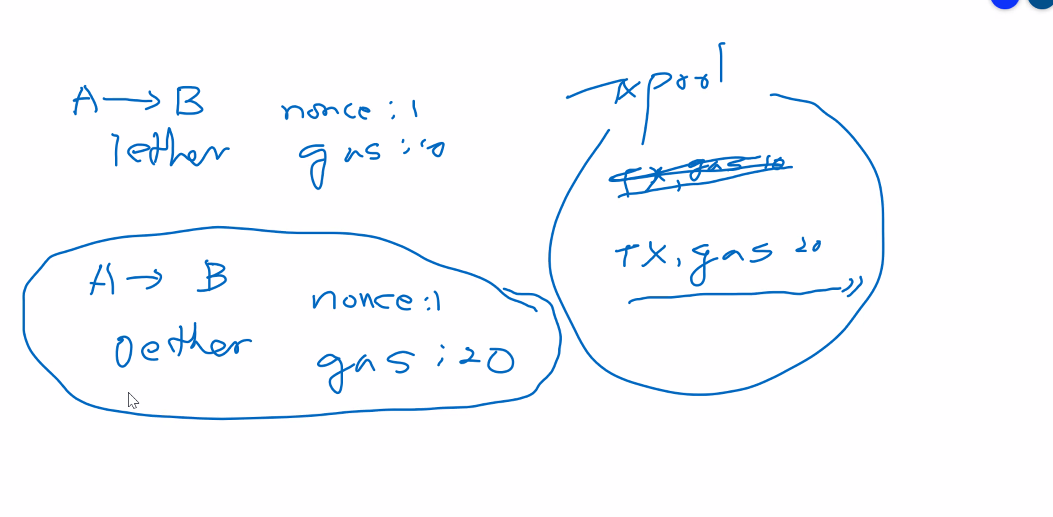 A → B
1ether
nonce : 1
gas : 10
A → B
0ether
nonce : 1
gas : 20
txpool
TX, gas 10
TX, gas 20